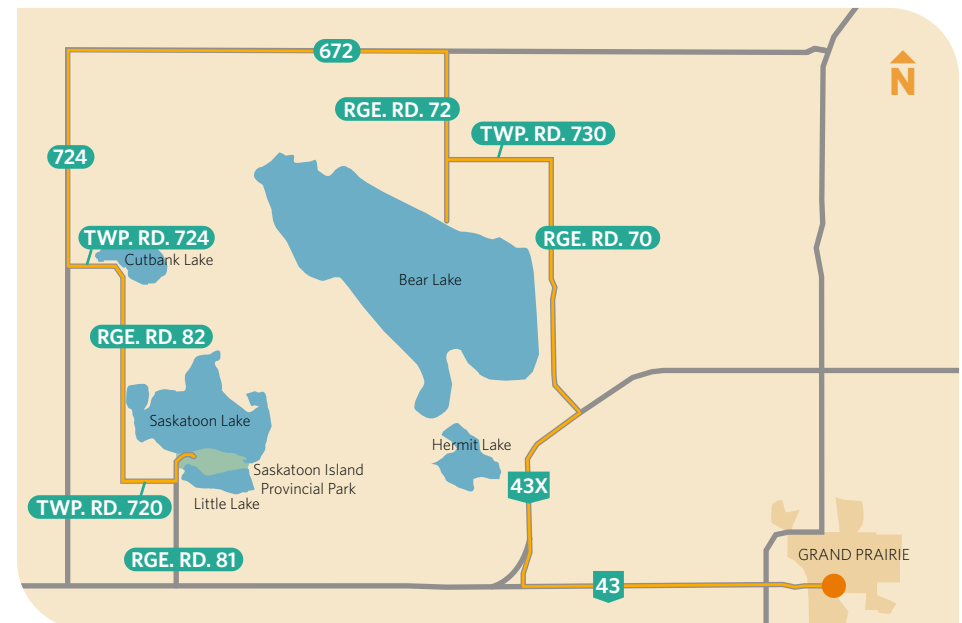 672
N
RGE. RD. 72
TWP. RD. 730
724
TWP. RD. 724
Cutbank Lake
RGE. RD. 70
Bear Lake
RGE. RD. 82
Saskatoon Lake
Hermit Lake
Saskatoon Island
Provincial Park
Little Lake
43X
TWP. RD. 720
RGE. RD. 81
GRAND PRAIRIE
43